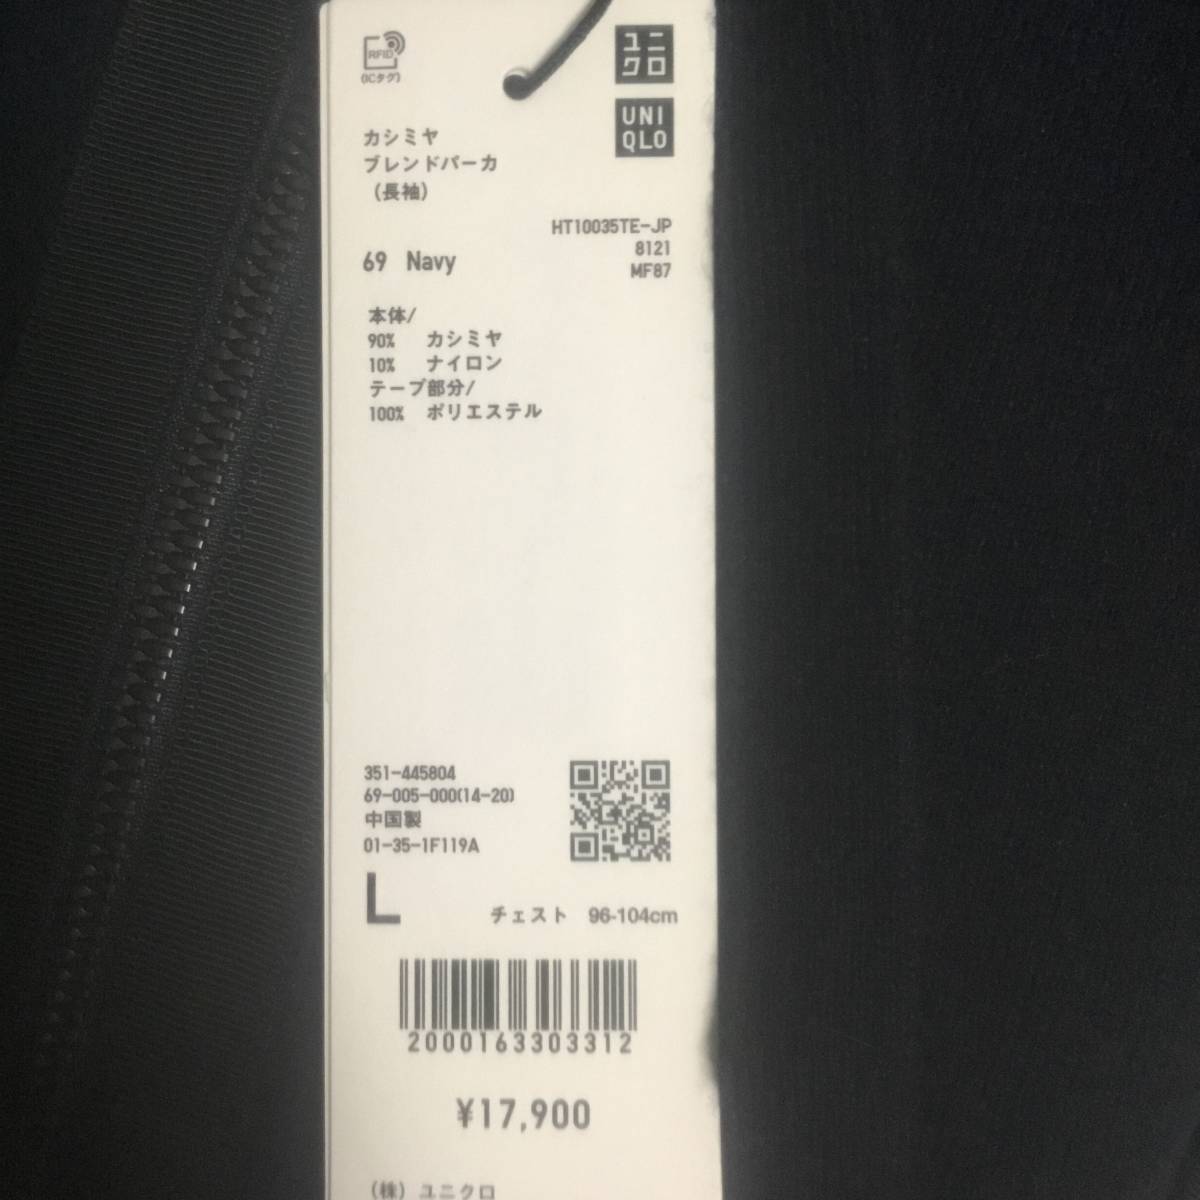 RFID
(ICタグ)
ユニ
クロ
UNI
QLO
カシミヤ
ブレンドパーカ
（長袖）
HT10035TE-JP
8121
MF87
69 Navy
本体/
90% カシミヤ
10% ナイロン
テープ部分/
100% ポリエステル
351-445804
69-005-000(14-20)
中国製
01-35-1F119A
L
チェスト 96-104cm
2000163303312
¥17,900
（株）ユニクロ